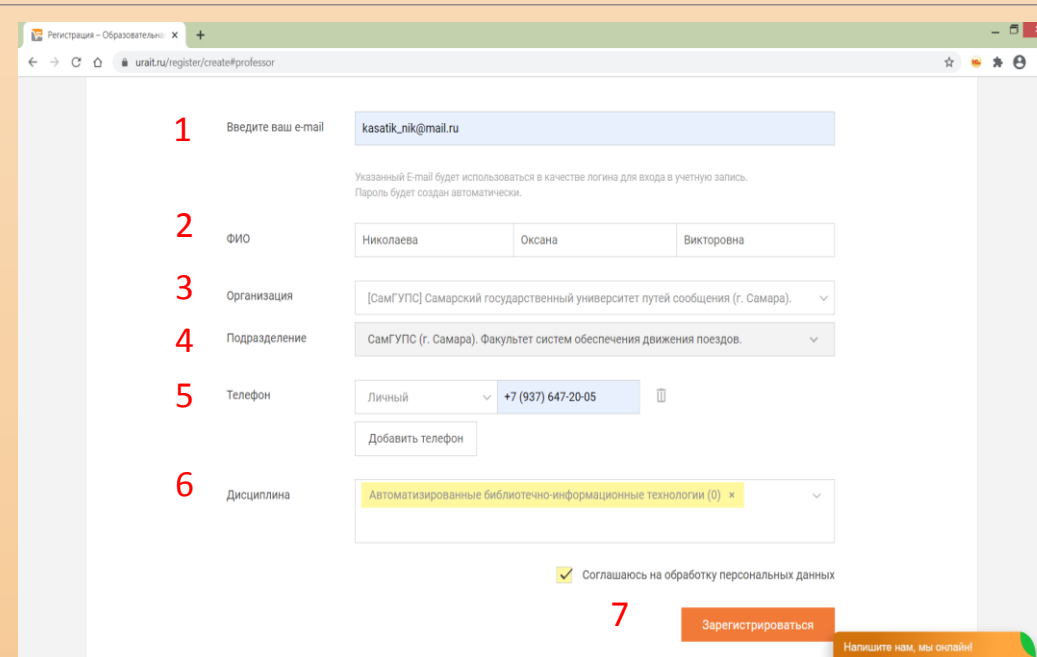 Регистрация – Образовательна
urait.ru/register/create#professor
1 Введите ваш e-mail kasatik_nik@mail.ru
Указанный E-mail будет использоваться в качестве логина для входа в учетную запись.
Пароль будет создан автоматически.
2 ФИО Николаева Оксана Викторовна
3 Организация [СамГУПС] Самарский государственный университет путей сообщения (г. Самара).
4 Подразделение СамГУПС (г. Самара). Факультет систем обеспечения движения поездов.
5 Телефон Личный +7 (937) 647-20-05
Добавить телефон
6 Дисциплина Автоматизированные библиотечно-информационные технологии (0) ×
Соглашаюсь на обработку персональных данных
7 Зарегистрироваться
Напишите нам, мы онлайн!